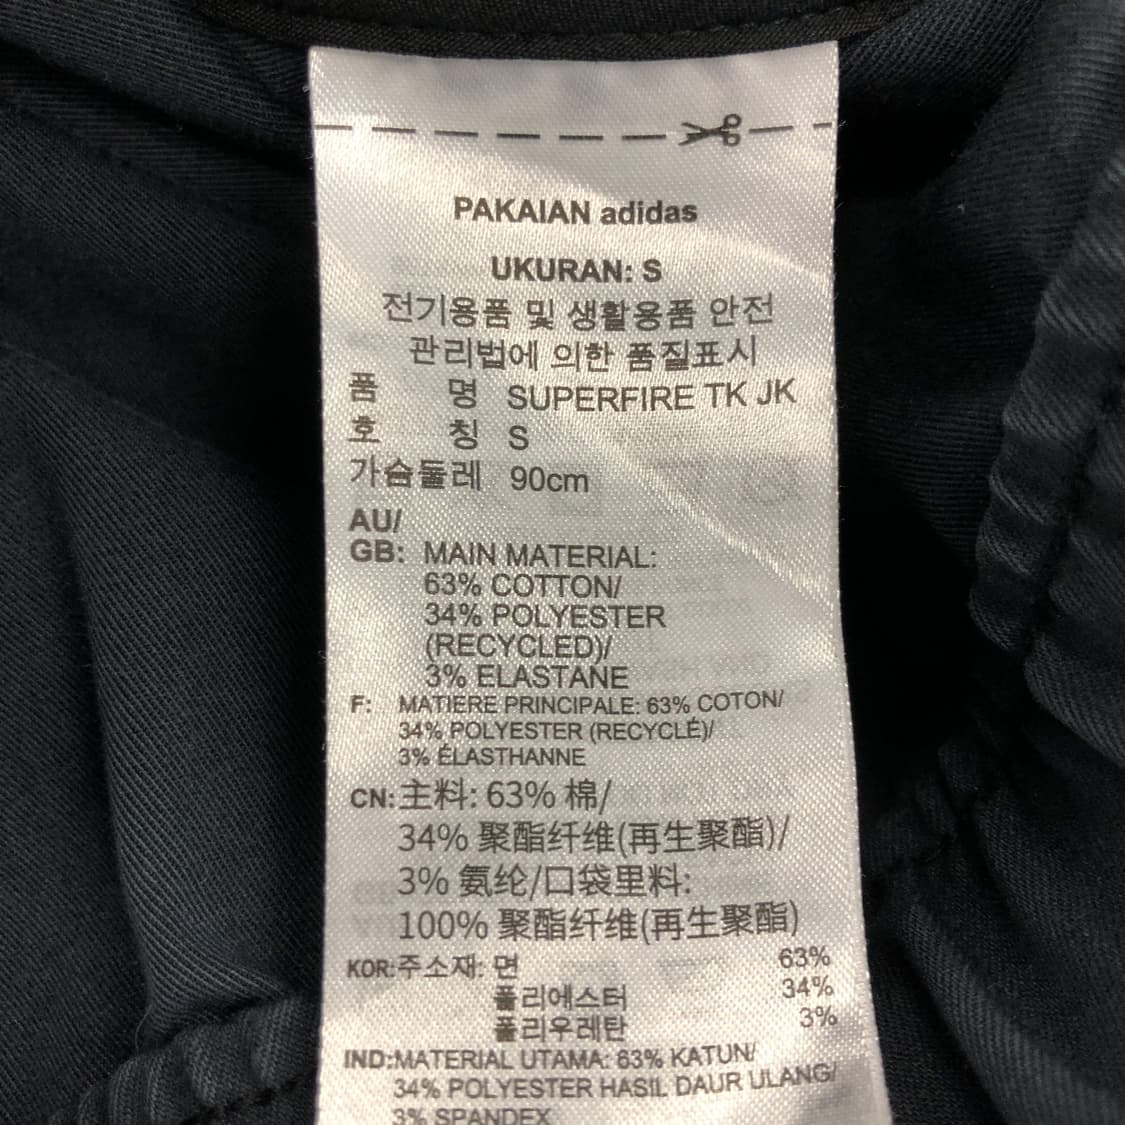 PAKAIAN adidas
UKURAN: S
전기용품 및 생활용품 안전
관리법에 의한 품질표시
품 명 SUPERFIRE TK JK
호 칭 S
가슴둘레 90cm
AU/
GB: MAIN MATERIAL:
63% COTTON/
34% POLYESTER
(RECYCLED)/
3% ELASTANE
F: MATIERE PRINCIPALE: 63% COTON/
34% POLYESTER (RECYCLÉ)/
3% ÉLASTHANNE
CN:主料: 63% 棉/
34% 聚酯纤维(再生聚酯)/
3% 氨纶/口袋里料:
100% 聚酯纤维(再生聚酯)
KOR:주소재: 면 63%
폴리에스터 34%
폴리우레탄 3%
IND:MATERIAL UTAMA: 63% KATUN/
34% POLYESTER HASIL DAUR ULANG/
3% SPANDEX